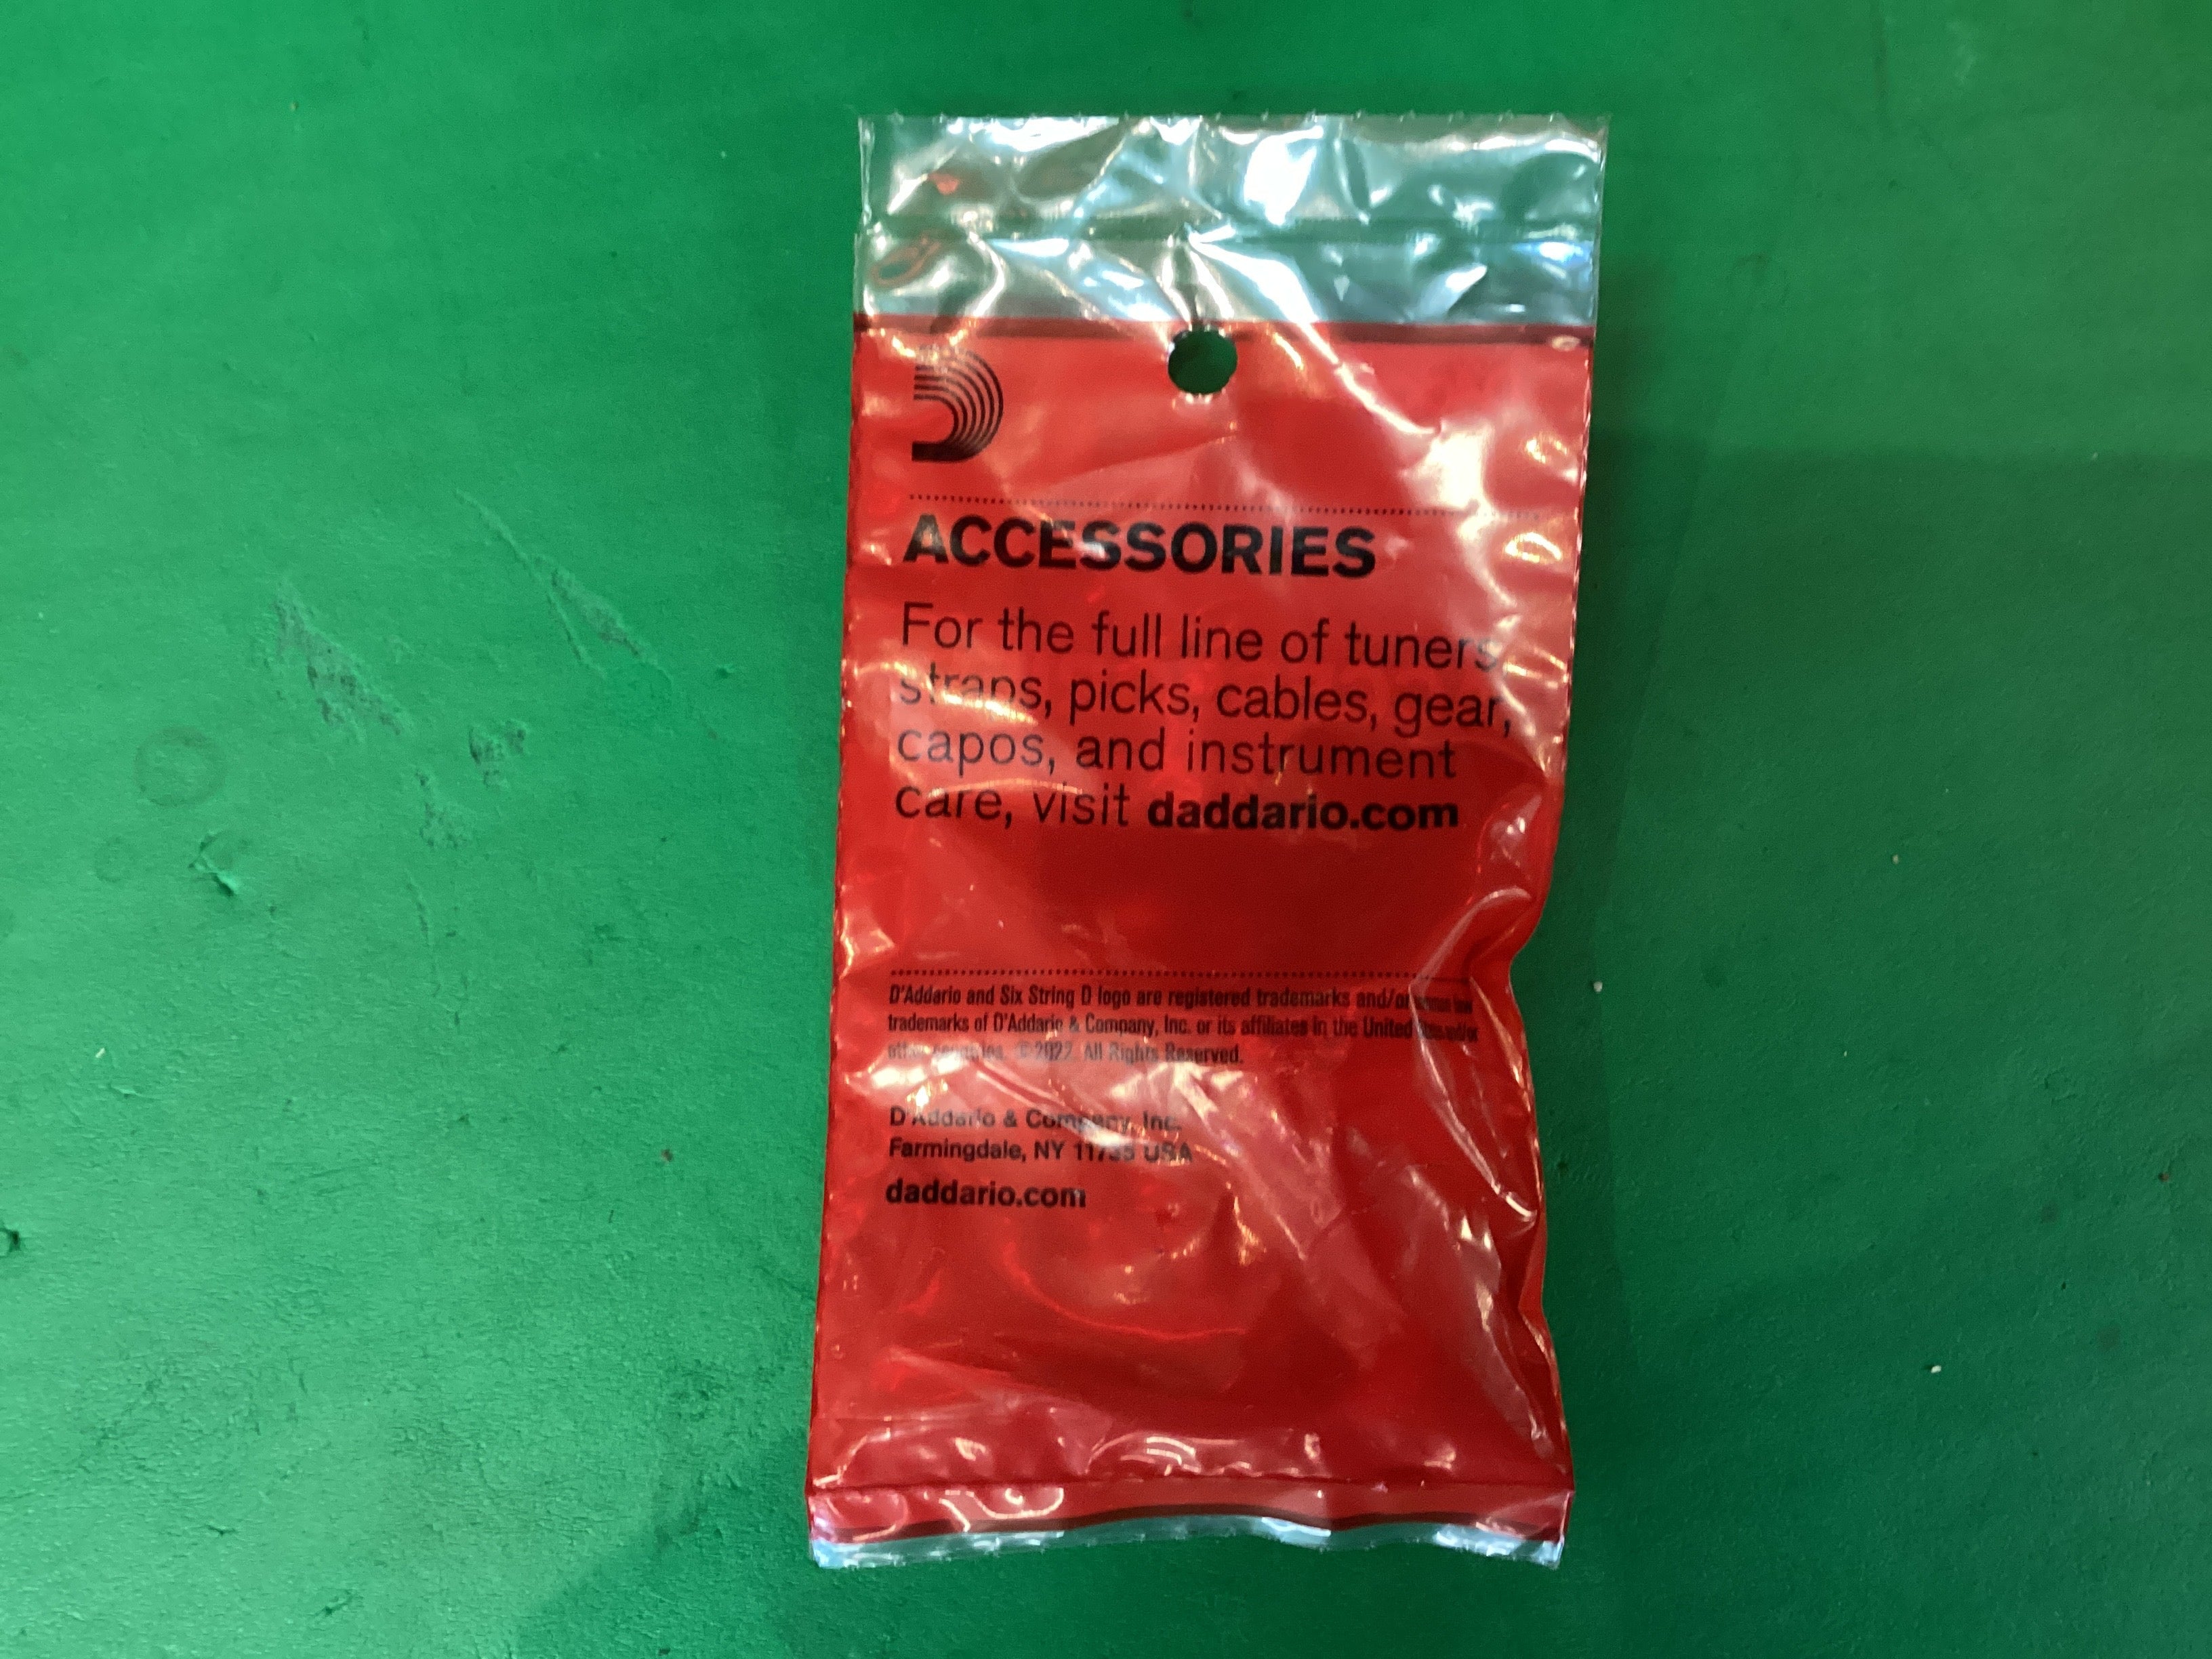 ACCESSORIES
For the full line of tuners
straps, picks, cables, gear,
capos, and instrument
care, visit daddario.com
D'Addario and Six String D logo are registered trademarks and/or
trademarks of D'Addario & Company, Inc. or its affiliates in the United
©2022. All Rights Reserved.
D'Addario & Company, Inc.
Farmingdale, NY 11735 USA
daddario.com